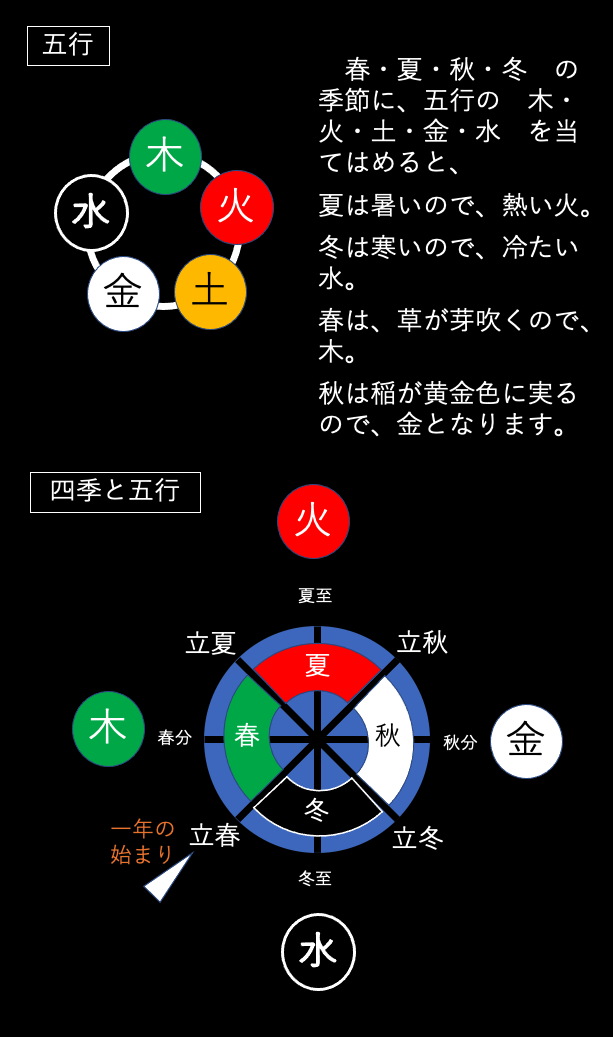 五行
春・夏・秋・冬　の
季節に、五行の　木・
火・土・金・水　を当
てはめると、
夏は暑いので、熱い火。
冬は寒いので、冷たい
水。
春は、草が芽吹くので、
木。
秋は稲が黄金色に実る
ので、金となります。
木
火
土
金
水
四季と五行
火
夏至
立夏
立秋
夏
木
春分
春
秋
秋分
金
冬
一年の
始まり
立春
立冬
冬至
水